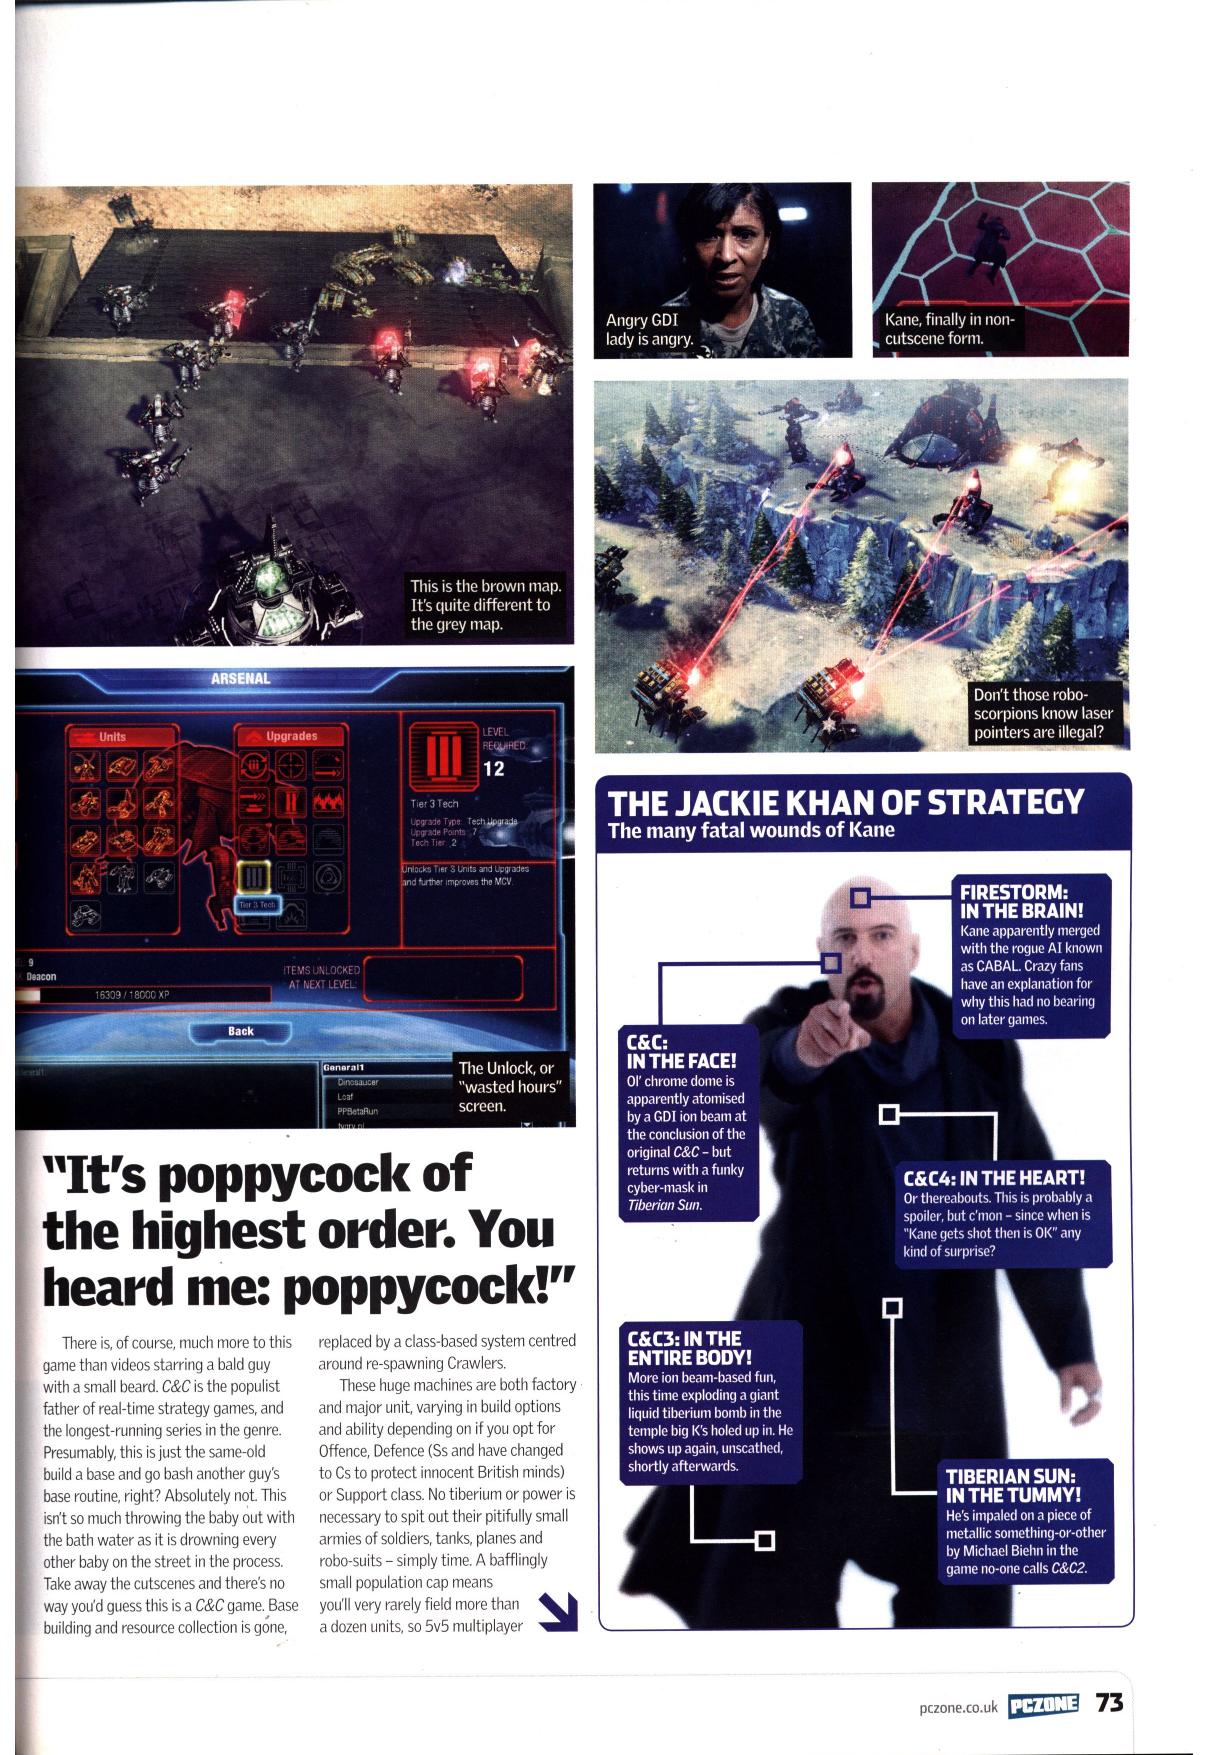 This is the brown map.
It's quite different to
the grey map.
Angry GDI
lady is angry.
Kane, finally in non-
cutscene form.
Don't those robo-
scorpions know laser
pointers are illegal?
ARSENAL
Units
Upgrades
LEVEL
REQUIRED:
12
Tier 3 Tech
Upgrade Type: Tech Upgrade
Upgrade Points: 7
Tech Tier: 2
Unlocks Tier 3 Units and Upgrades
and further improves the MCV.
Tier 3 Tech
9
Deacon
16309 / 18000 XP
ITEMS UNLOCKED
AT NEXT LEVEL:
Back
General1
Dinosaucer
Loaf
PPBetaRun
The Unlock, or
"wasted hours"
screen.
"It's poppycock of
the highest order. You
heard me: poppycock!"
There is, of course, much more to this
game than videos starring a bald guy
with a small beard. C&C is the populist
father of real-time strategy games, and
the longest-running series in the genre.
Presumably, this is just the same-old
build a base and go bash another guy's
base routine, right? Absolutely not. This
isn't so much throwing the baby out with
the bath water as it is drowning every
other baby on the street in the process.
Take away the cutscenes and there's no
way you'd guess this is a C&C game. Base
building and resource collection is gone,
replaced by a class-based system centred
around re-spawning Crawlers.
These huge machines are both factory
and major unit, varying in build options
and ability depending on if you opt for
Offence, Defence (Ss and have changed
to Cs to protect innocent British minds)
or Support class. No tiberium or power is
necessary to spit out their pitifully small
armies of soldiers, tanks, planes and
robo-suits – simply time. A bafflingly
small population cap means
you'll very rarely field more than
a dozen units, so 5v5 multiplayer
THE JACKIE KHAN OF STRATEGY
The many fatal wounds of Kane
FIRESTORM:
IN THE BRAIN!
Kane apparently merged
with the rogue AI known
as CABAL. Crazy fans
have an explanation for
why this had no bearing
on later games.
C&C:
IN THE FACE!
Ol' chrome dome is
apparently atomised
by a GDI ion beam at
the conclusion of the
original C&C – but
returns with a funky
cyber-mask in
Tiberian Sun.
C&C4: IN THE HEART!
Or thereabouts. This is probably a
spoiler, but c'mon – since when is
"Kane gets shot then is OK" any
kind of surprise?
C&C3: IN THE
ENTIRE BODY!
More ion beam-based fun,
this time exploding a giant
liquid tiberium bomb in the
temple big K's holed up in. He
shows up again, unscathed,
shortly afterwards.
TIBERIAN SUN:
IN THE TUMMY!
He's impaled on a piece of
metallic something-or-other
by Michael Biehn in the
game no-one calls C&C2.
pczone.co.uk PCZONE 73